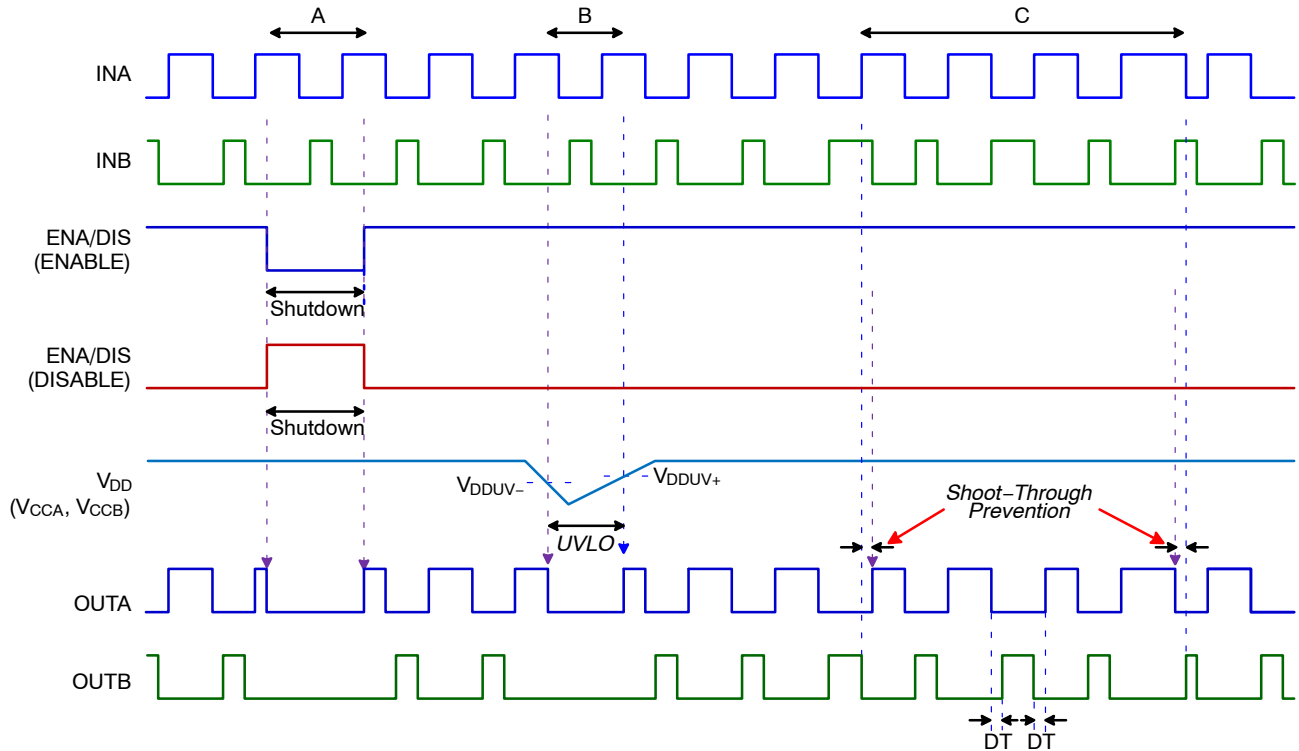 A
B
C
INA
INB
ENA/DIS
(ENABLE)
Shutdown
ENA/DIS
(DISABLE)
Shutdown
VDD
(VCCA, VCCB)
VDDUV−
VDDUV+
UVLO
Shoot−Through
Prevention
OUTA
OUTB
DT
DT